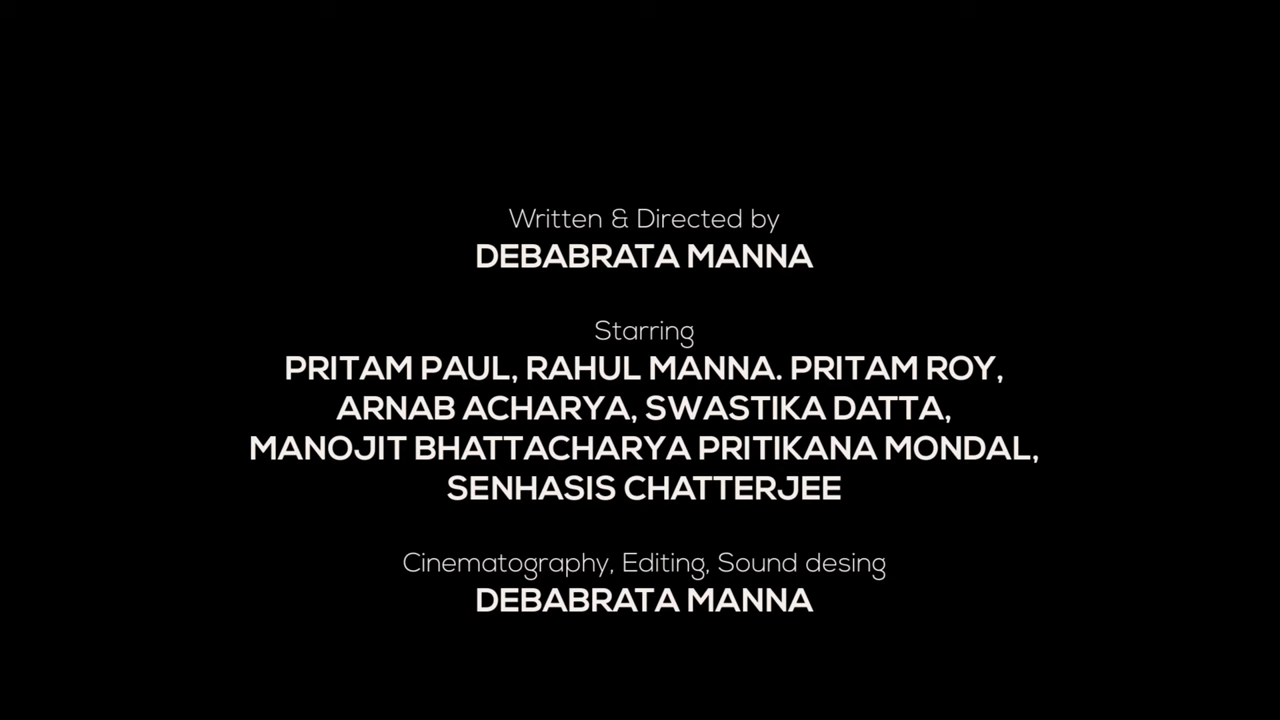 Written & Directed by
DEBABRATA MANNA
Starring
PRITAM PAUL, RAHUL MANNA. PRITAM ROY,
ARNAB ACHARYA, SWASTIKA DATTA,
MANOJIT BHATTACHARYA PRITIKANA MONDAL,
SENHASIS CHATTERJEE
Cinematography, Editing, Sound desing
DEBABRATA MANNA